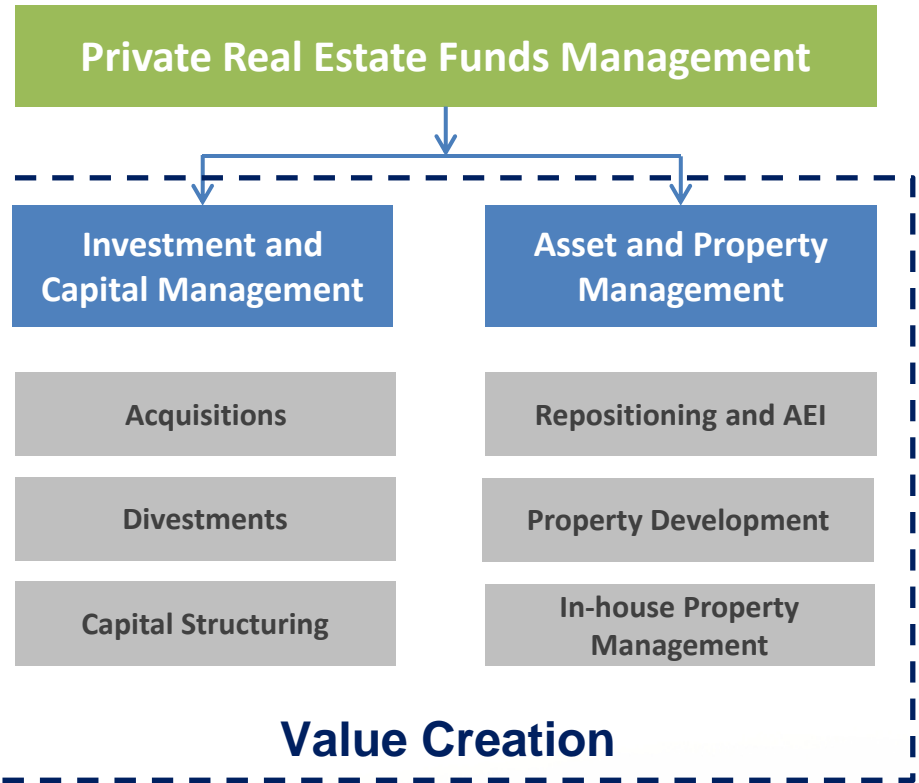 Private Real Estate Funds Management
Investment and
Capital Management
Asset and Property
Management
Acquisitions
Repositioning and AEI
Divestments
Property Development
Capital Structuring
In-house Property
Management
Value Creation